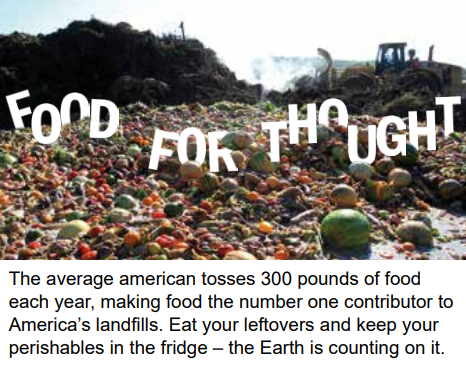 FOOD FOR THOUGHT
The average american tosses 300 pounds of food
each year, making food the number one contributor to
America's landfills. Eat your leftovers and keep your
perishables in the fridge – the Earth is counting on it.